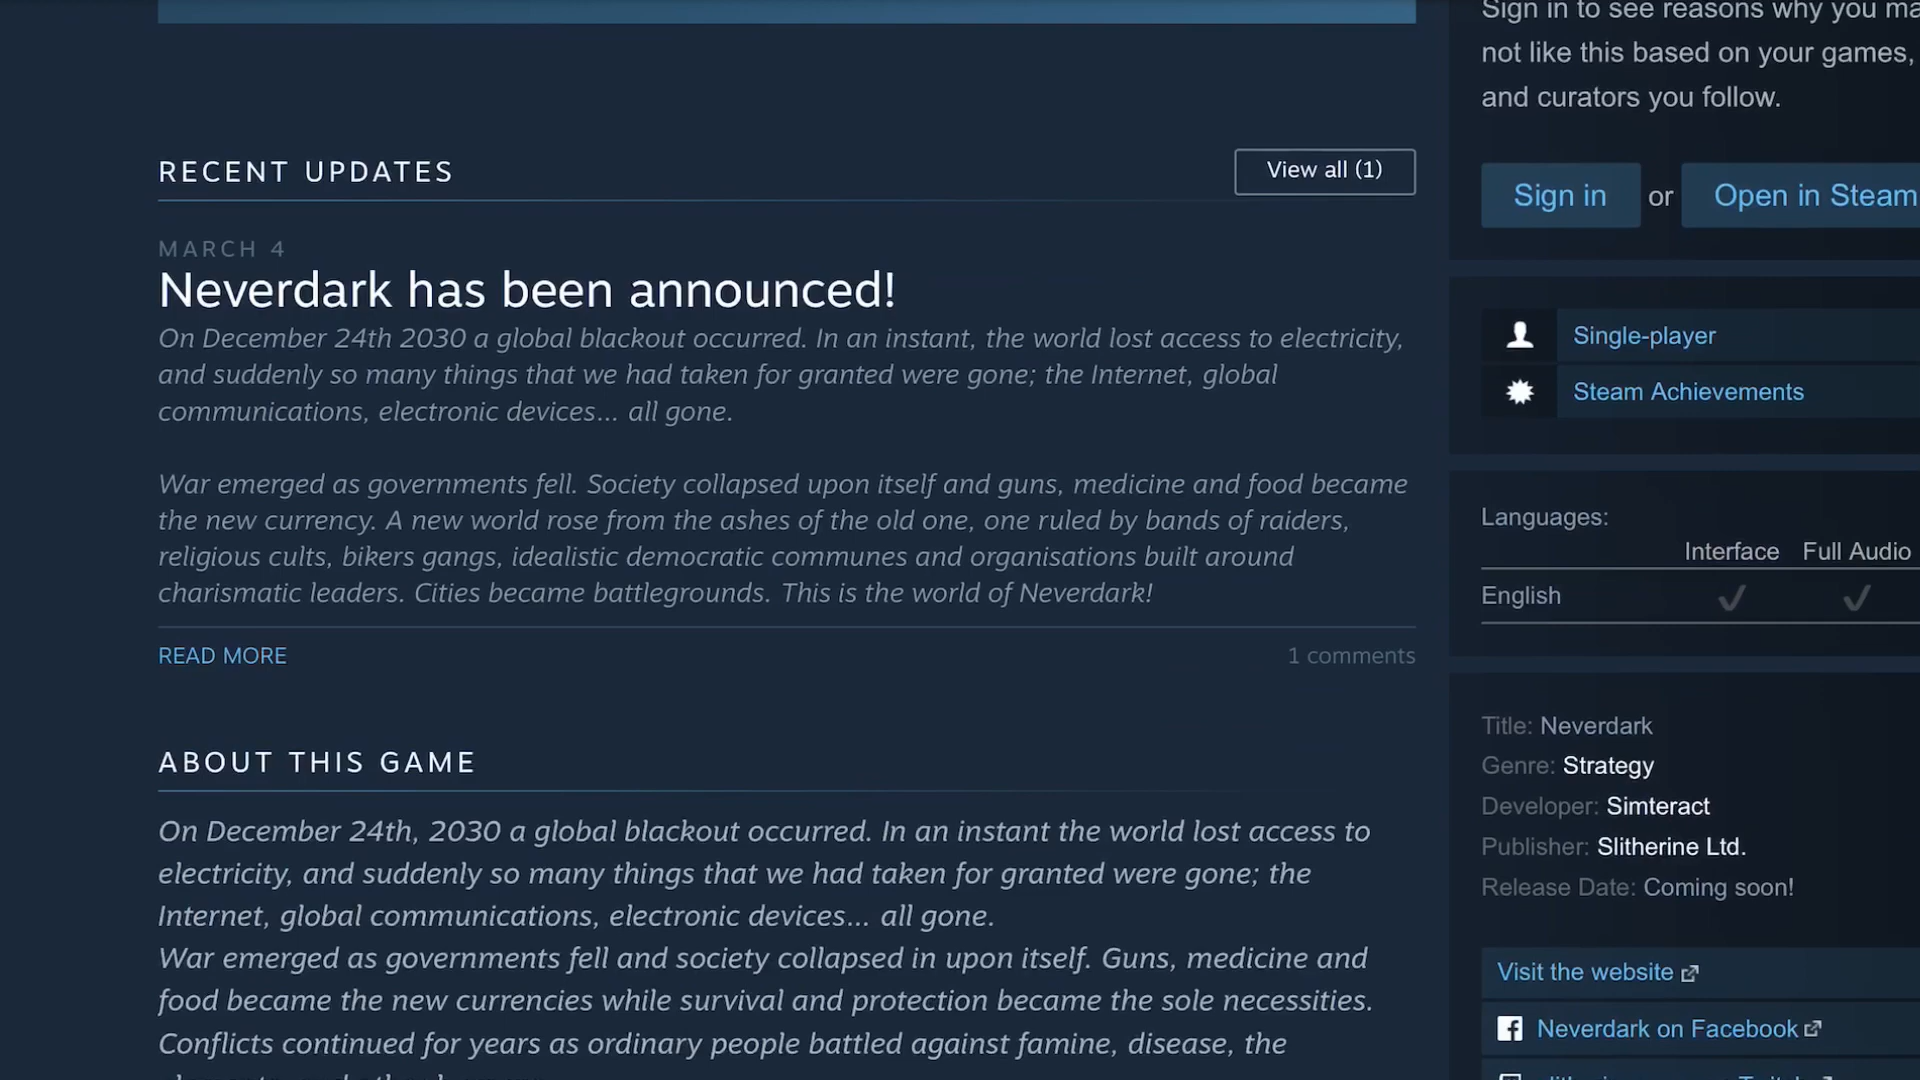 Sign in to see reasons why you
not like this based on your games,
and curators you follow.
RECENT UPDATES
View all (1)
Sign in or Open in Steam
MARCH 4
Neverdark has been announced!
On December 24th 2030 a global blackout occurred. In an instant, the world lost access to electricity,
and suddenly so many things that we had taken for granted were gone; the Internet, global
communications, electronic devices... all gone.
War emerged as governments fell. Society collapsed upon itself and guns, medicine and food became
the new currency. A new world rose from the ashes of the old one, one ruled by bands of raiders,
religious cults, bikers gangs, idealistic democratic communes and organisations built around
charismatic leaders. Cities became battlegrounds. This is the world of Neverdark!
READ MORE
1 comments
Single-player
Steam Achievements
Languages:
Interface Full Audio
English
ABOUT THIS GAME
On December 24th, 2030 a global blackout occurred. In an instant the world lost access to
electricity, and suddenly so many things that we had taken for granted were gone; the
Internet, global communications, electronic devices... all gone.
War emerged as governments fell and society collapsed in upon itself. Guns, medicine and
food became the new currencies while survival and protection became the sole necessities.
Conflicts continued for years as ordinary people battled against famine, disease, the
Title: Neverdark
Genre: Strategy
Developer: Simteract
Publisher: Slitherine Ltd.
Release Date: Coming soon!
Visit the website
Neverdark on Facebook